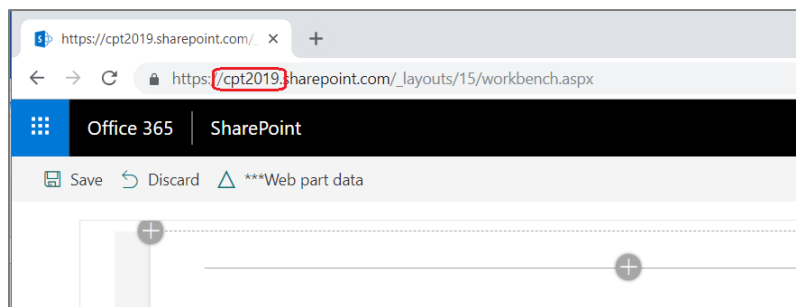 https://cpt2019.sharepoint.com/_
https://cpt2019.sharepoint.com/_layouts/15/workbench.aspx
Office 365 SharePoint
Save Discard ***Web part data